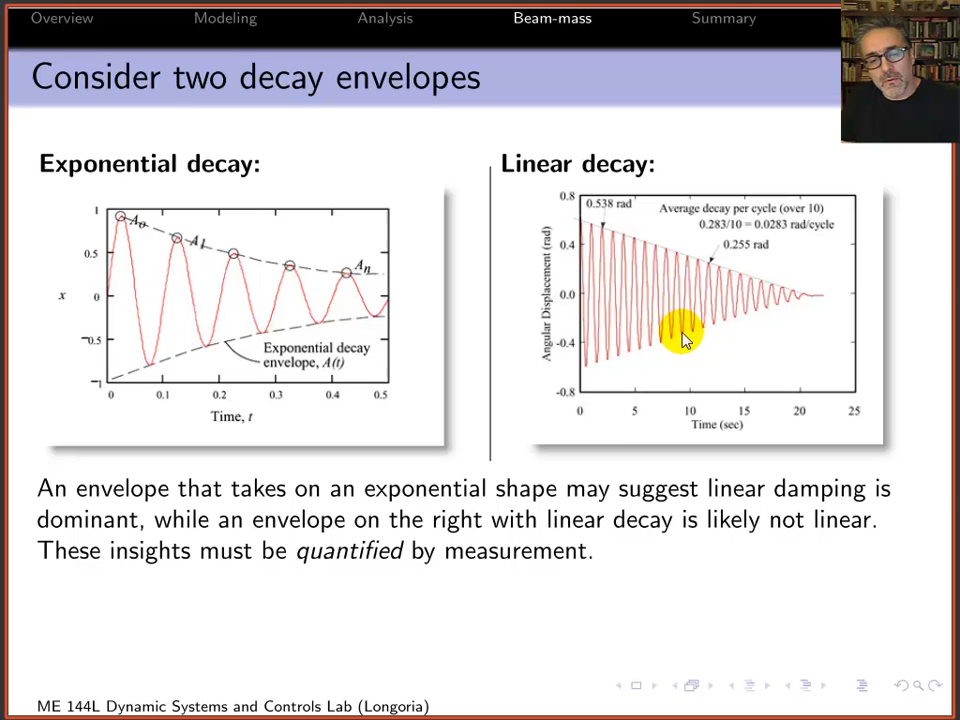 Overview Modeling Analysis Beam-mass Summary
Consider two decay envelopes
Exponential decay:
1
0.5
0
−0.5
−1
x
Ao
A1
An
Exponential decay
envelope, A(t)
0 0.1 0.2 0.3 0.4 0.5
Time, t
Linear decay:
0.8
0.4
0.0
-0.4
-0.8
Angular Displacement (rad)
0.538 rad
Average decay per cycle (over 10)
0.283/10 = 0.0283 rad/cycle
0.255 rad
0 5 10 15 20 25
Time (sec)
An envelope that takes on an exponential shape may suggest linear damping is
dominant, while an envelope on the right with linear decay is likely not linear.
These insights must be quantified by measurement.
ME 144L Dynamic Systems and Controls Lab (Longoria)